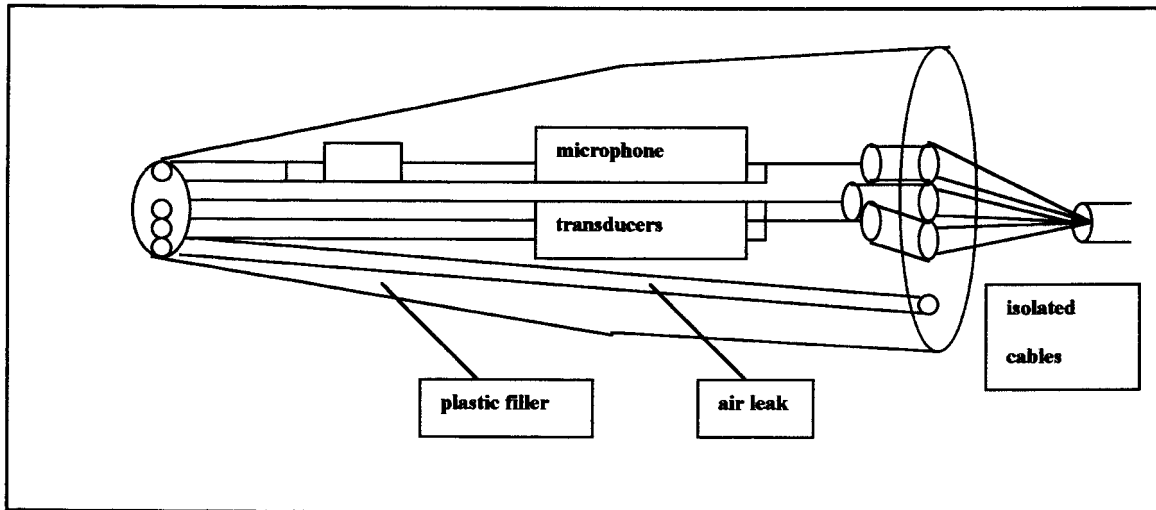 microphone
transducers
isolated
cables
plastic filler
air leak